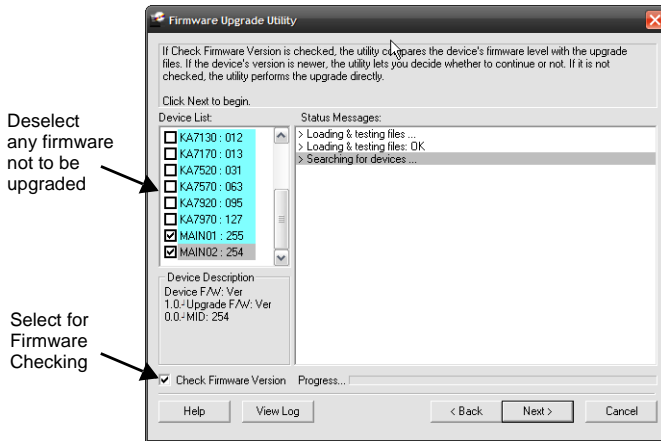 Firmware Upgrade Utility
If Check Firmware Version is checked, the utility compares the device's firmware level with the upgrade
files. If the device's version is newer, the utility lets you decide whether to continue or not. If it is not
checked, the utility performs the upgrade directly.
Click Next to begin.
Device List:
Status Messages:
Deselect
any firmware
not to be
upgraded
KA7130 : 012
KA7170 : 013
KA7520 : 031
KA7570 : 063
KA7920 : 095
KA7970 : 127
MAIN01 : 255
MAIN02 : 254
> Loading & testing files ...
> Loading & testing files: OK
> Searching for devices ...
Device Description
Device F/W: Ver
1.0.┘Upgrade F/W: Ver
0.0.┘MID: 254
Select for
Firmware
Checking
Check Firmware Version
Progress...
Help
View Log
< Back
Next >
Cancel